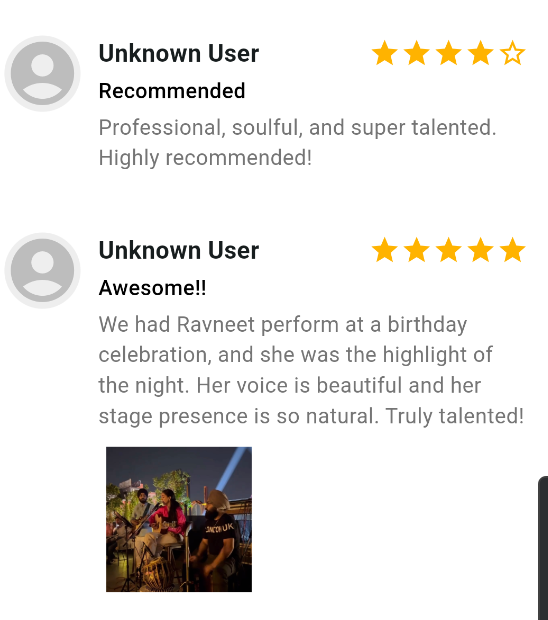 Unknown User
Recommended
Professional, soulful, and super talented.
Highly recommended!
Unknown User
Awesome!!
We had Ravneet perform at a birthday
celebration, and she was the highlight of
the night. Her voice is beautiful and her
stage presence is so natural. Truly talented!